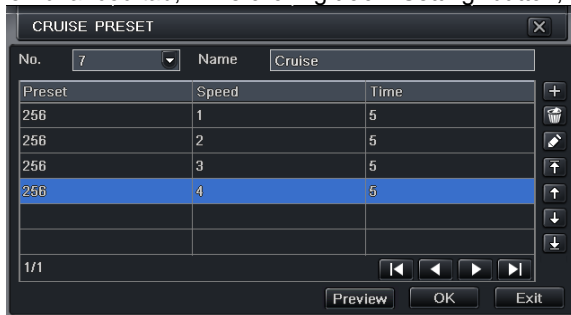 CRUISE PRESET
No. 7 Name Cruise
Preset Speed Time
256 1 5
256 2 5
256 3 5
256 4 5
1/1
Preview OK Exit